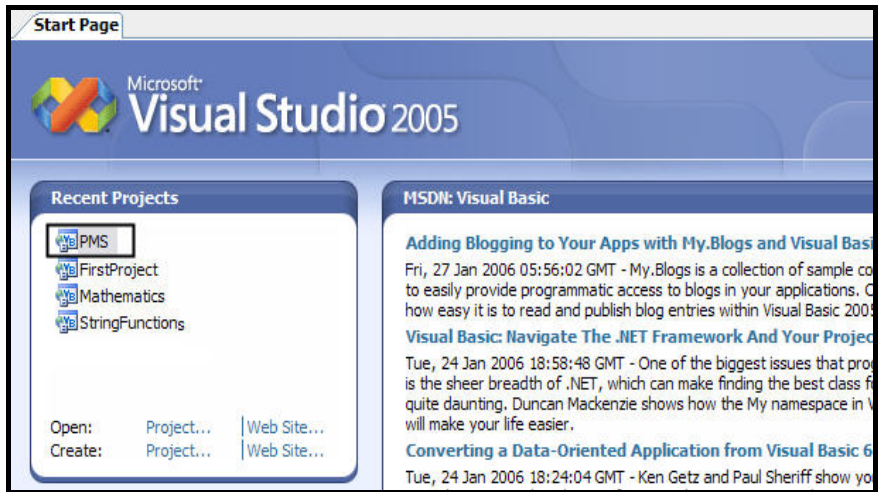 Start Page
Microsoft
Visual Studio 2005
Recent Projects
PMS
FirstProject
Mathematics
StringFunctions
Open: Project... | Web Site...
Create: Project... | Web Site...
MSDN: Visual Basic
Adding Blogging to Your Apps with My.Blogs and Visual Basi
Fri, 27 Jan 2006 05:56:02 GMT - My.Blogs is a collection of sample co
to easily provide programmatic access to blogs in your applications. C
how easy it is to read and publish blog entries within Visual Basic 2005
Visual Basic: Navigate The .NET Framework And Your Projec
Tue, 24 Jan 2006 18:58:48 GMT - One of the biggest issues that prog
is the sheer breadth of .NET, which can make finding the best class f
quite daunting. Duncan Mackenzie shows how the My namespace in V
will make your life easier.
Converting a Data-Oriented Application from Visual Basic 6
Tue, 24 Jan 2006 18:24:04 GMT - Ken Getz and Paul Sheriff show you